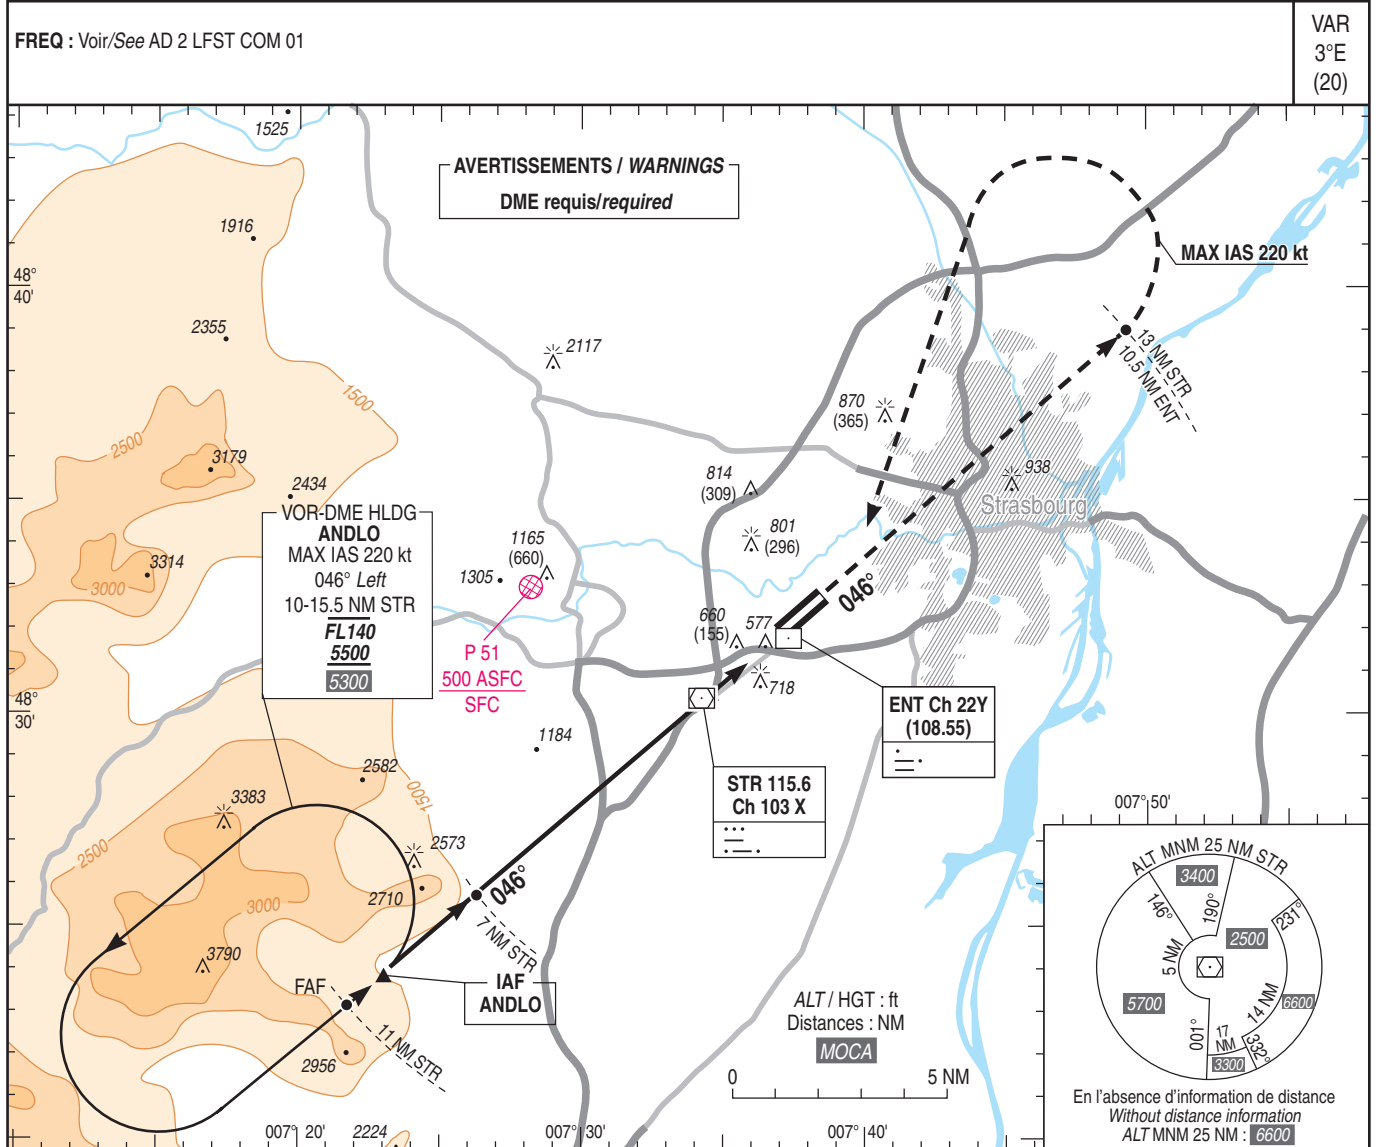 FREQ : Voir/See AD 2 LFST COM 01
VAR
3°E
(20)
1525
AVERTISSEMENTS / WARNINGS
DME requis/required
1916
MAX IAS 220 kt
48°
40'
2355
2117
13 NM STR
10.5 NM ENT
1500
870
(365)
2500
3179
2434
814
(309)
938
Strasbourg
VOR-DME HLDG
ANDLO
MAX IAS 220 kt
046° Left
10-15.5 NM STR
FL140
5500
5300
801
(296)
1165
(660)
3314
3000
1305
046°
660
(155)
577
P 51
500 ASFC
SFC
718
48°
30'
ENT Ch 22Y
(108.55)
1184
STR 115.6
Ch 103 X
2582
1500
3383
007° 50'
2573
2500
2710
3000
046°
7 NM STR
3790
FAF
IAF
ANDLO
11 NM STR
2956
ALT / HGT : ft
Distances : NM
MOCA
0
5 NM
ALT MNM 25 NM STR
3400
146°
190°
231°
2500
5 NM
5700
14 NM
6600
001°
17
NM
332°
3300
En l'absence d'information de distance
Without distance information
ALT MNM 25 NM : 6600
007° 20'
2224
007° 30'
007° 40'